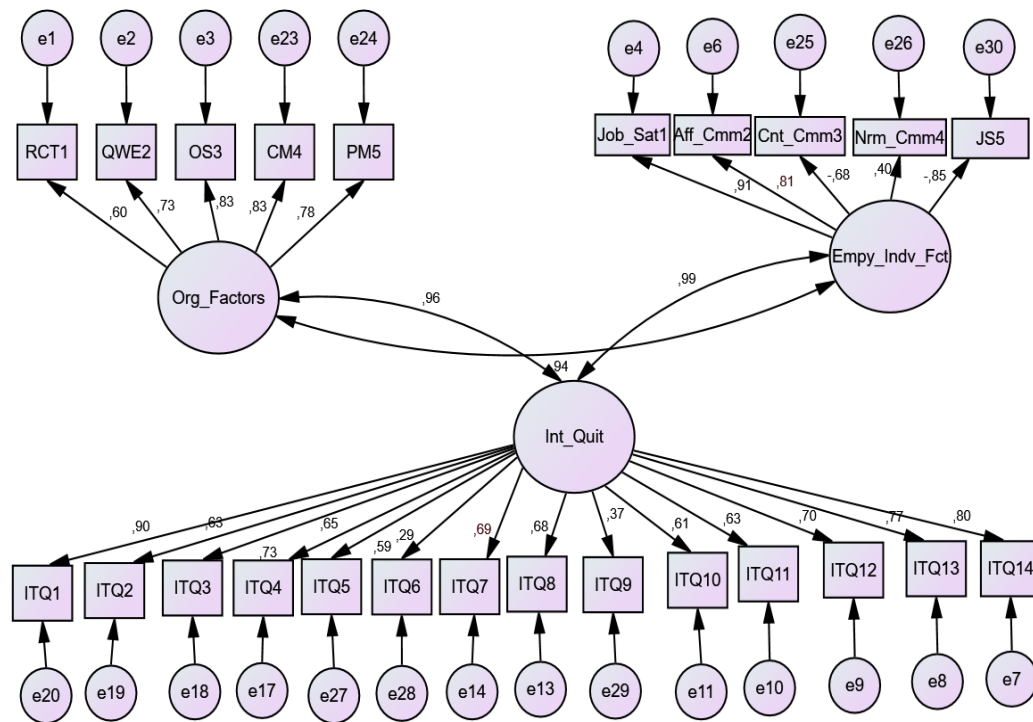 e1 e2 e3 e23 e24
e4 e6 e25 e26 e30
RCT1 QWE2 OS3 CM4 PM5
Job_Sat1 Aff_Cmm2 Cnt_Cmm3 Nrm_Cmm4 JS5
,60 ,73 ,83 ,83 ,78
,91 ,81 -,68 ,40 -,85
Org_Factors
Empy_Indv_Fct
,96 ,99
,94
Int_Quit
,90 ,63 ,65 ,73 ,59 ,29 ,69 ,68 ,37 ,61 ,63 ,70 ,77 ,80
ITQ1 ITQ2 ITQ3 ITQ4 ITQ5 ITQ6 ITQ7 ITQ8 ITQ9 ITQ10 ITQ11 ITQ12 ITQ13 ITQ14
e20 e19 e18 e17 e27 e28 e14 e13 e29 e11 e10 e9 e8 e7